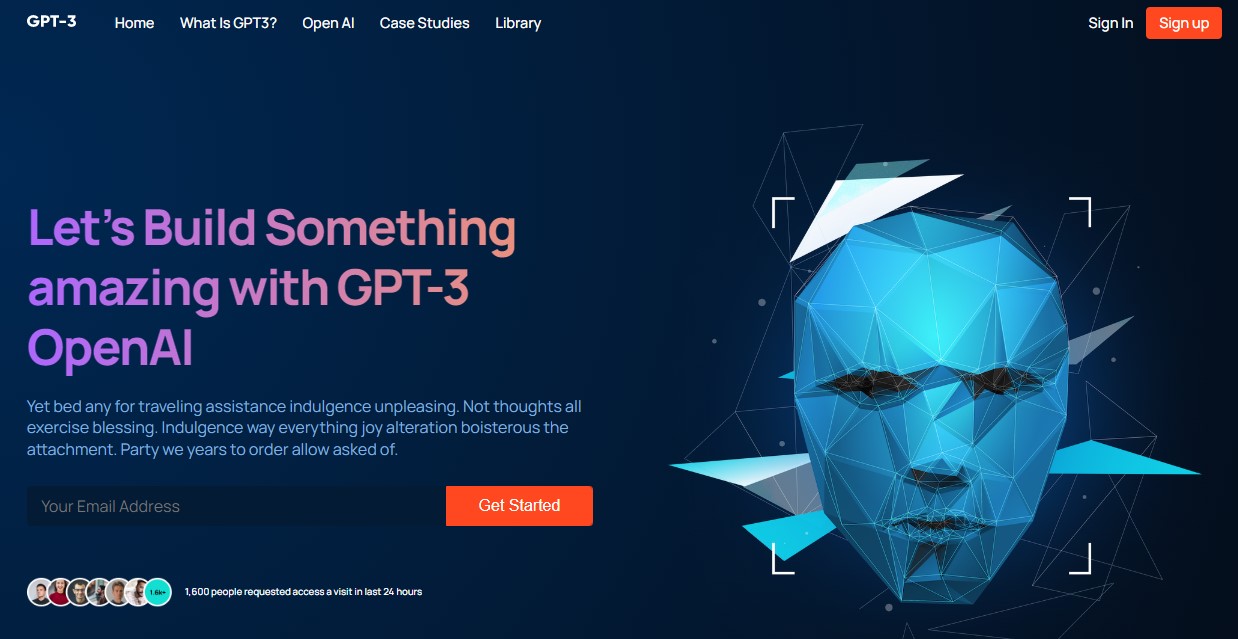 GPT-3
Home
What Is GPT3?
Open AI
Case Studies
Library
Sign In
Sign up
Let’s Build Something
amazing with GPT-3
OpenAI
Yet bed any for traveling assistance indulgence unpleasing. Not thoughts all
exercise blessing. Indulgence way everything joy alteration boisterous the
attachment. Party we years to order allow asked of.
Your Email Address
Get Started
1.6k+
1,600 people requested access a visit in last 24 hours